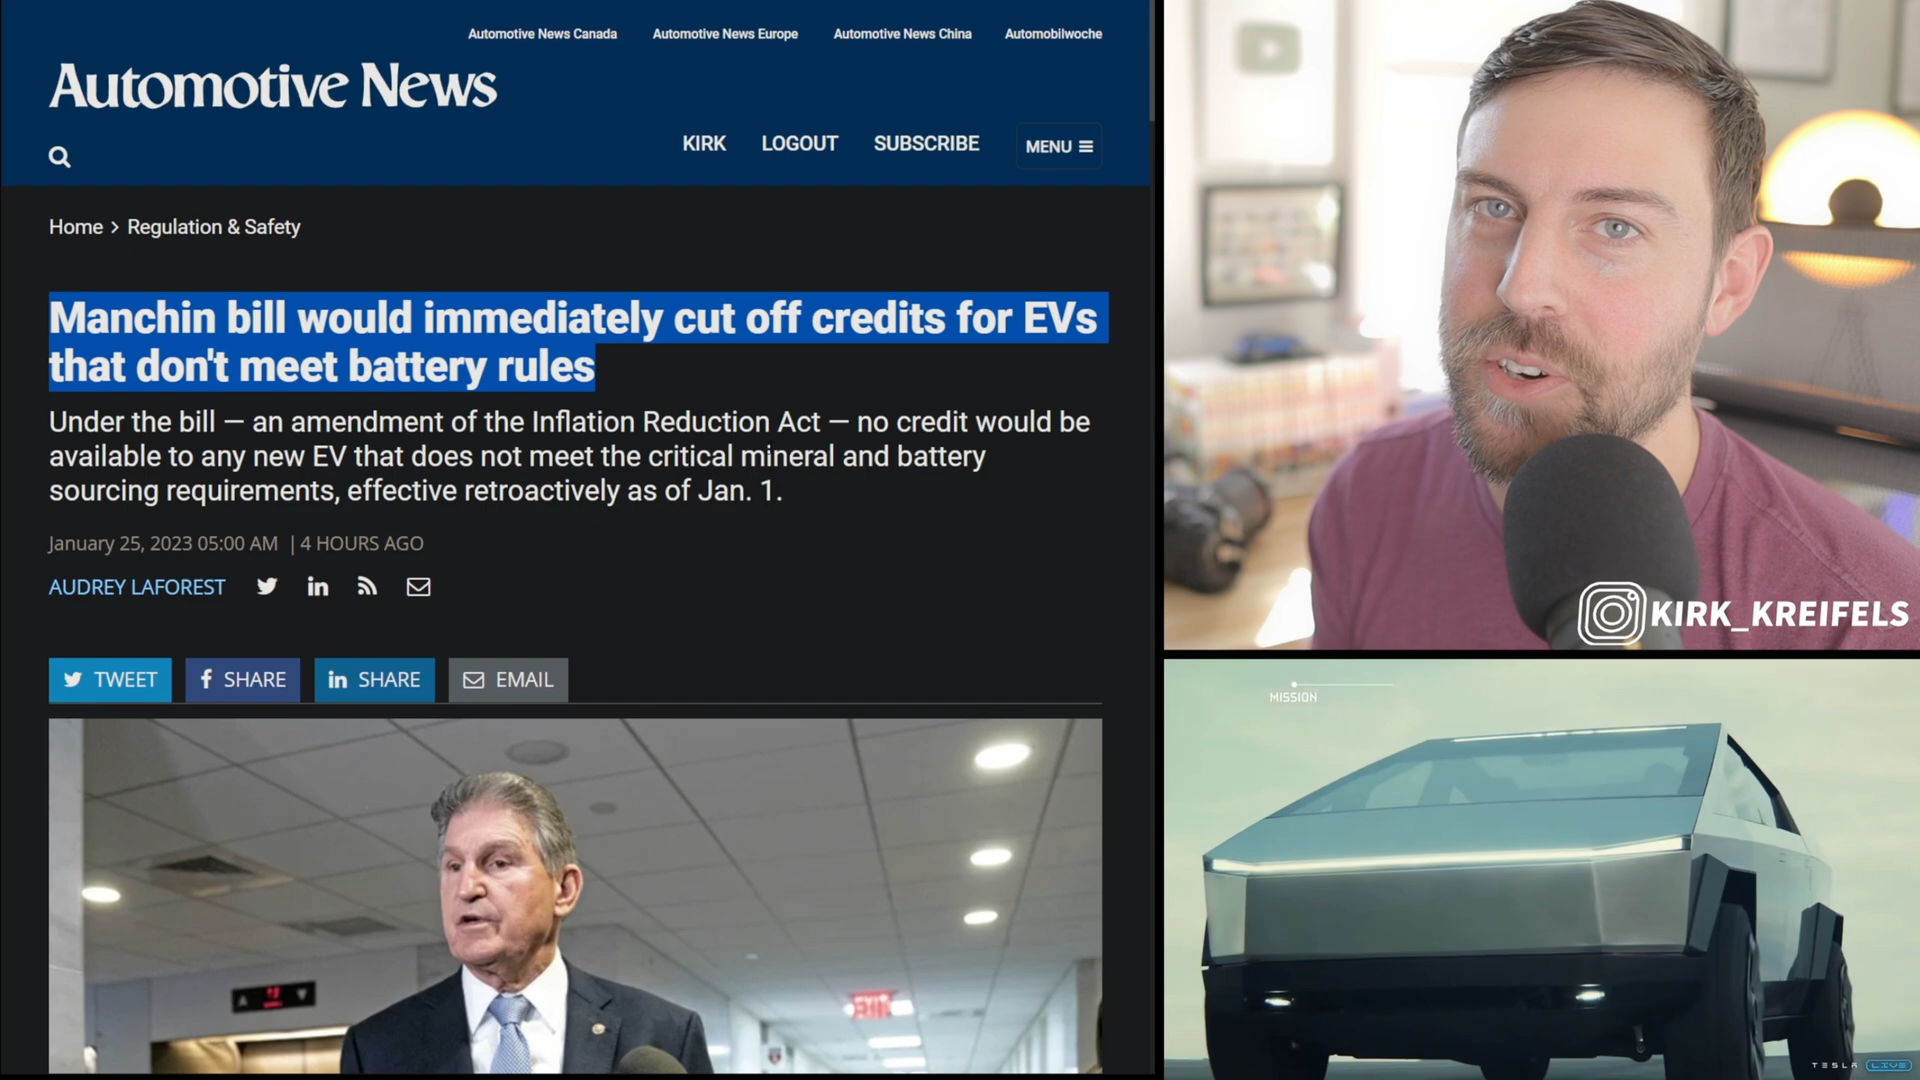 Automotive News Canada Automotive News Europe Automotive News China Automobilwoche
Automotive News
KIRK LOGOUT SUBSCRIBE MENU
Home > Regulation & Safety
Manchin bill would immediately cut off credits for EVs
that don't meet battery rules
Under the bill — an amendment of the Inflation Reduction Act — no credit would be
available to any new EV that does not meet the critical mineral and battery
sourcing requirements, effective retroactively as of Jan. 1.
January 25, 2023 05:00 AM | 4 HOURS AGO
AUDREY LAFOREST
TWEET SHARE SHARE EMAIL
EXIT
KIRK_KREIFELS
MISSION
TESLA LIVE